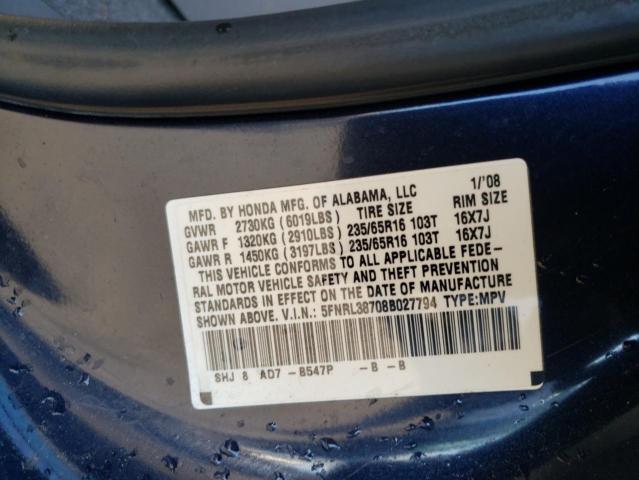 MFD. BY HONDA MFG. OF ALABAMA, LLC 1/'08
GVWR 2730KG (6019LBS) TIRE SIZE RIM SIZE
GAWR F 1320KG (2910LBS) 235/65R16 103T 16X7J
GAWR R 1450KG (3197LBS) 235/65R16 103T 16X7J
THIS VEHICLE CONFORMS TO ALL APPLICABLE FEDE-
RAL MOTOR VEHICLE SAFETY AND THEFT PREVENTION
STANDARDS IN EFFECT ON THE DATE OF MANUFACTURE
SHOWN ABOVE. V.I.N.: 5FNRL38708B027794 TYPE:MPV
SHJ 8 AD7 -B547P -B -B